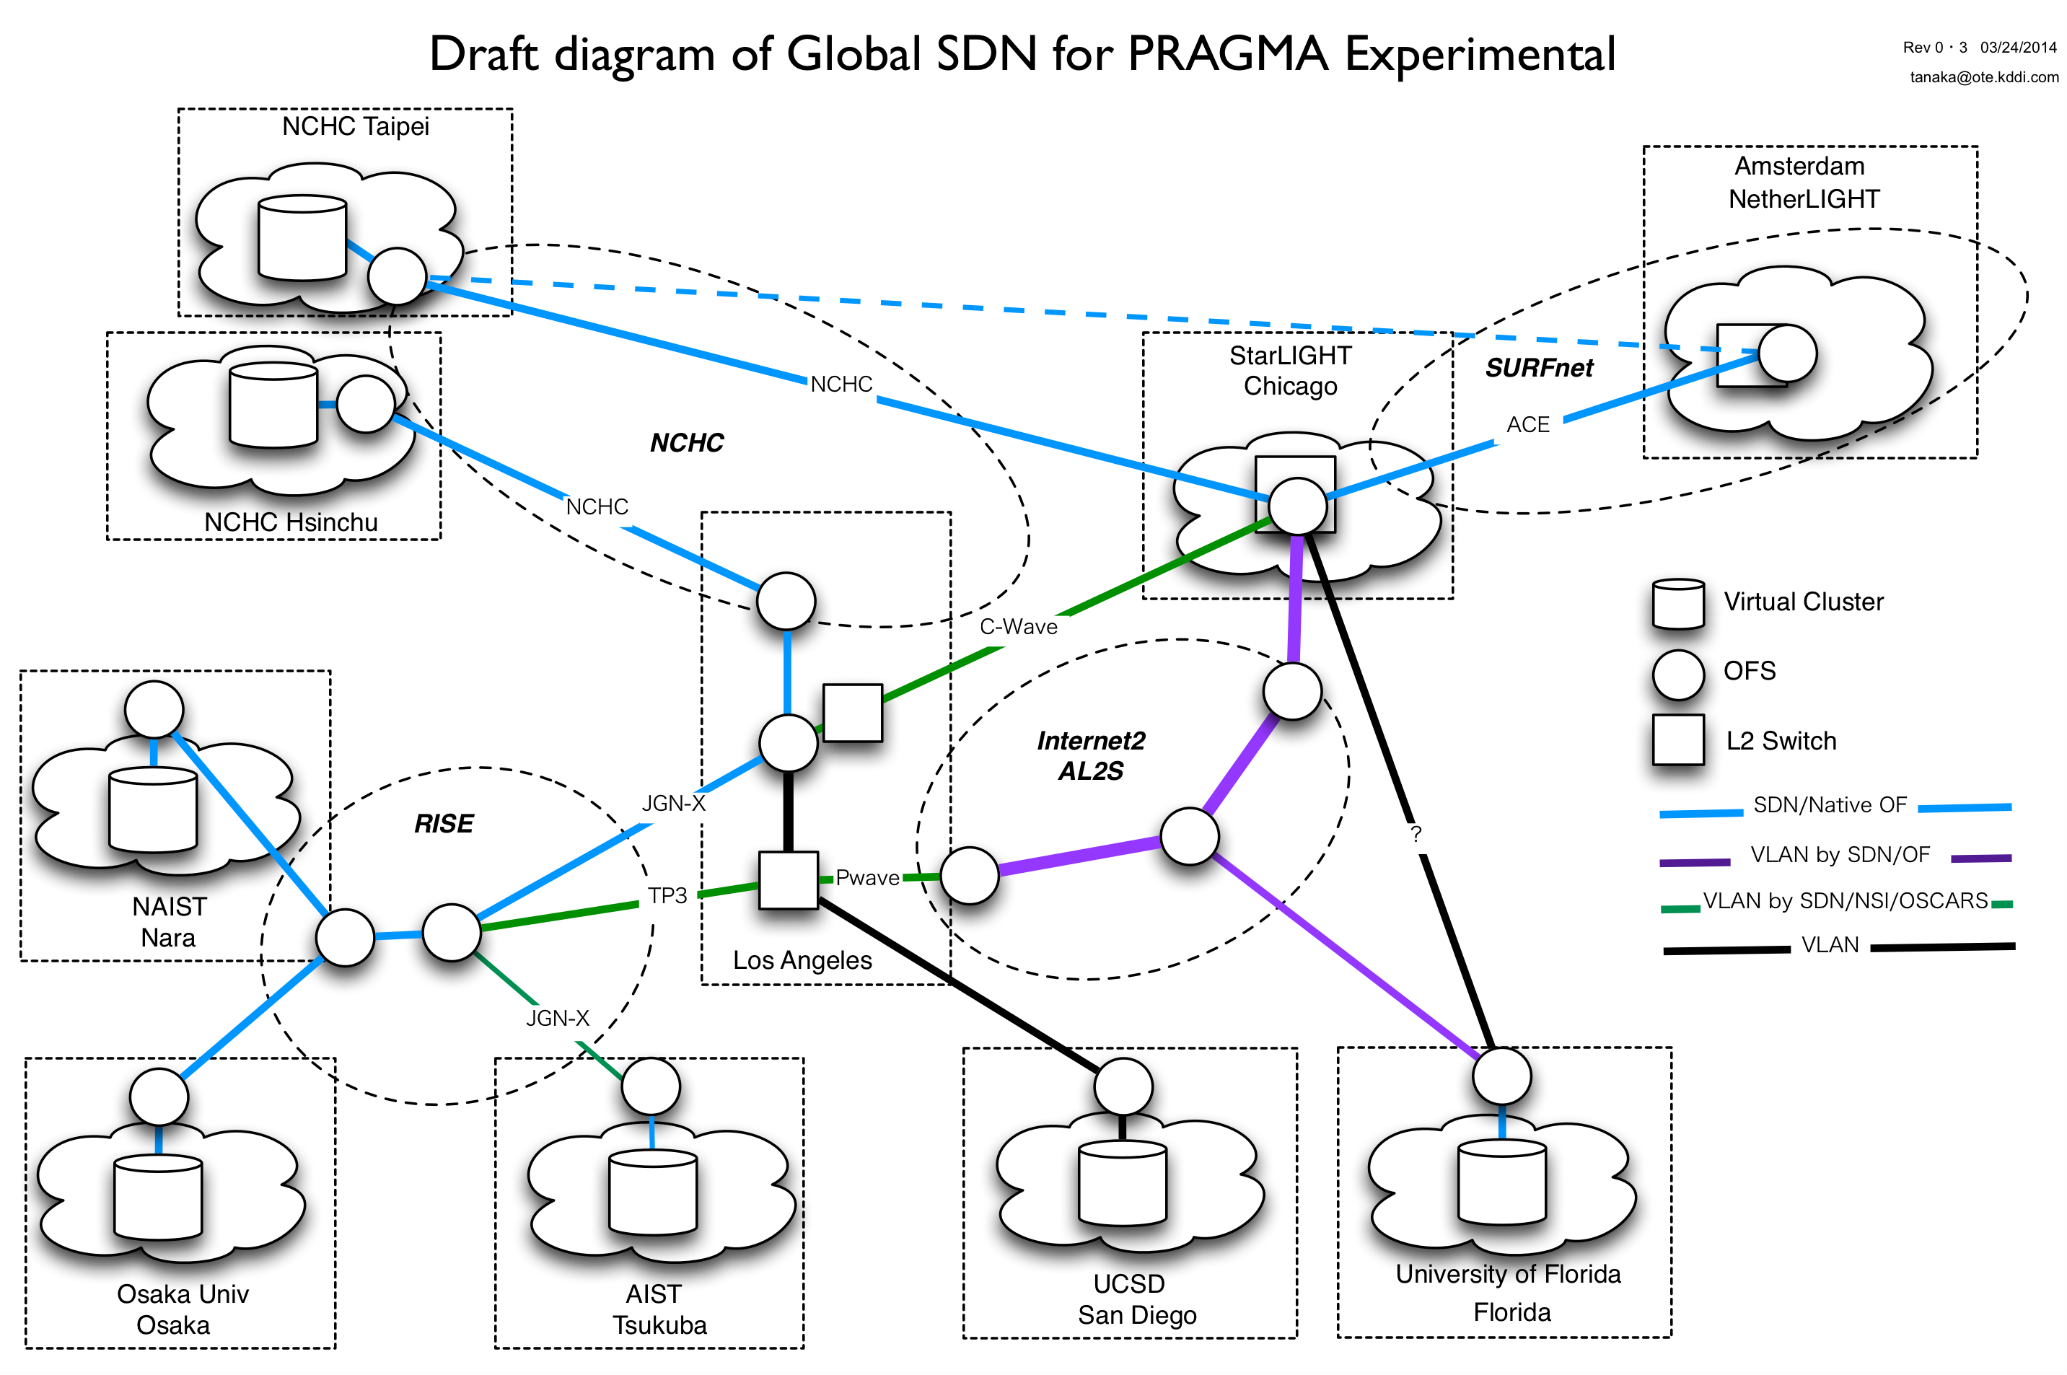 Draft diagram of Global SDN for PRAGMA Experimental
Rev 0・3 03/24/2014
tanaka@ote.kddi.com
NCHC Taipei
Amsterdam
NetherLIGHT
StarLIGHT
Chicago
SURFnet
NCHC
ACE
NCHC
NCHC
NCHC Hsinchu
C-Wave
Virtual Cluster
OFS
L2 Switch
SDN/Native OF
VLAN by SDN/OF
VLAN by SDN/NSI/OSCARS
VLAN
Internet2
AL2S
JGN-X
RISE
?
TP3
Pwave
NAIST
Nara
Los Angeles
JGN-X
Osaka Univ
Osaka
AIST
Tsukuba
UCSD
San Diego
University of Florida
Florida